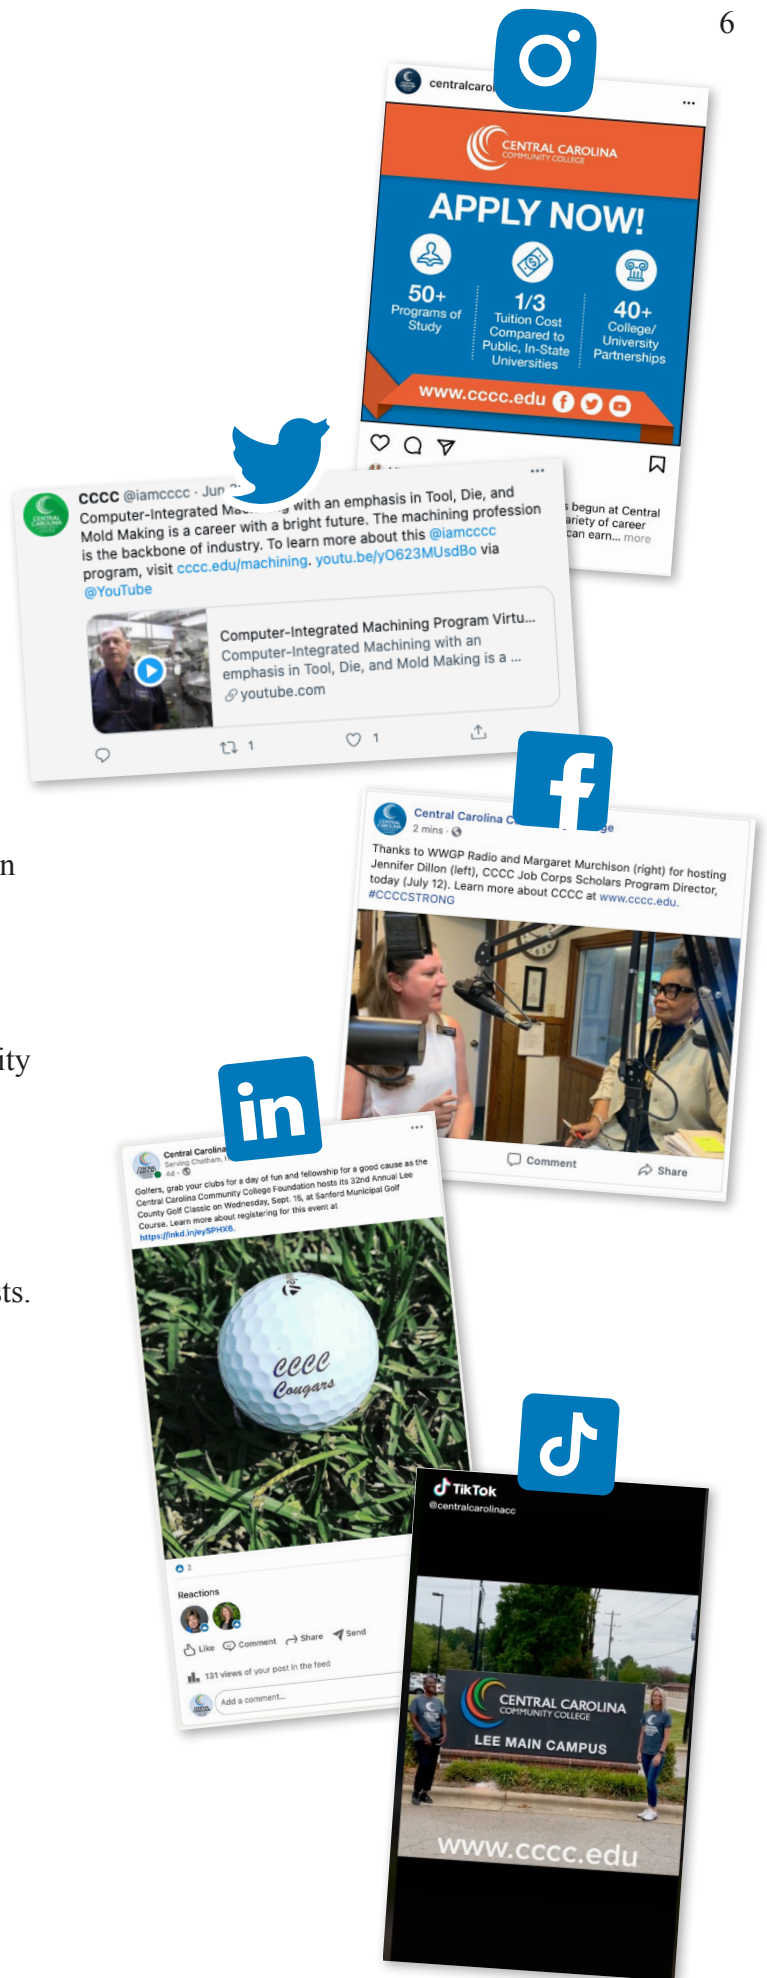 6
CENTRAL CAROLINA
COMMUNITY COLLEGE
APPLY NOW!
50+
Programs of
Study
1/3
Tuition Cost
Compared to
Public, In-State
Universities
40+
College/
University
Partnerships
www.cccc.edu
begun at Central
can earn... more
CCCC @iamcccc · Jun
Computer-Integrated with an emphasis in Tool, Die, and
Mold Making is a career with a bright future. The machining profession
is the backbone of industry. To learn more about this @iamcccc
program, visit cccc.edu/machining. youtu.be/yO623MUsdBo via
@YouTube
Computer-Integrated Machining Program Virtu...
Computer-Integrated Machining with an
emphasis in Tool, Die, and Mold Making is a ...
youtube.com
1
1
Central Carolina
2 mins ·
Thanks to WWGP Radio and Margaret Murchison (right) for hosting
Jennifer Dillon (left), CCCC Job Corps Scholars Program Director,
today (July 12). Learn more about CCCC at www.cccc.edu.
#CCCCSTRONG
Comment
Share
in
Central Carolina
Serving Chatham,
4d ·
Golfers, grab your clubs for a day of fun and fellowship for a good cause as the
Central Carolina Community College Foundation hosts its 32nd Annual Lee
County Golf Classic on Wednesday, Sept. 15, at Sanford Municipal Golf
Course. Learn more about registering for this event at
https://lnkd.in/eySPHX6.
CCCC
Cougars
2
Reactions
Like Comment Share Send
131 views of your post in the feed
Add a comment...
TikTok
@centralcarolinacc
CENTRAL CAROLINA
COMMUNITY COLLEGE
LEE MAIN CAMPUS
www.cccc.edu